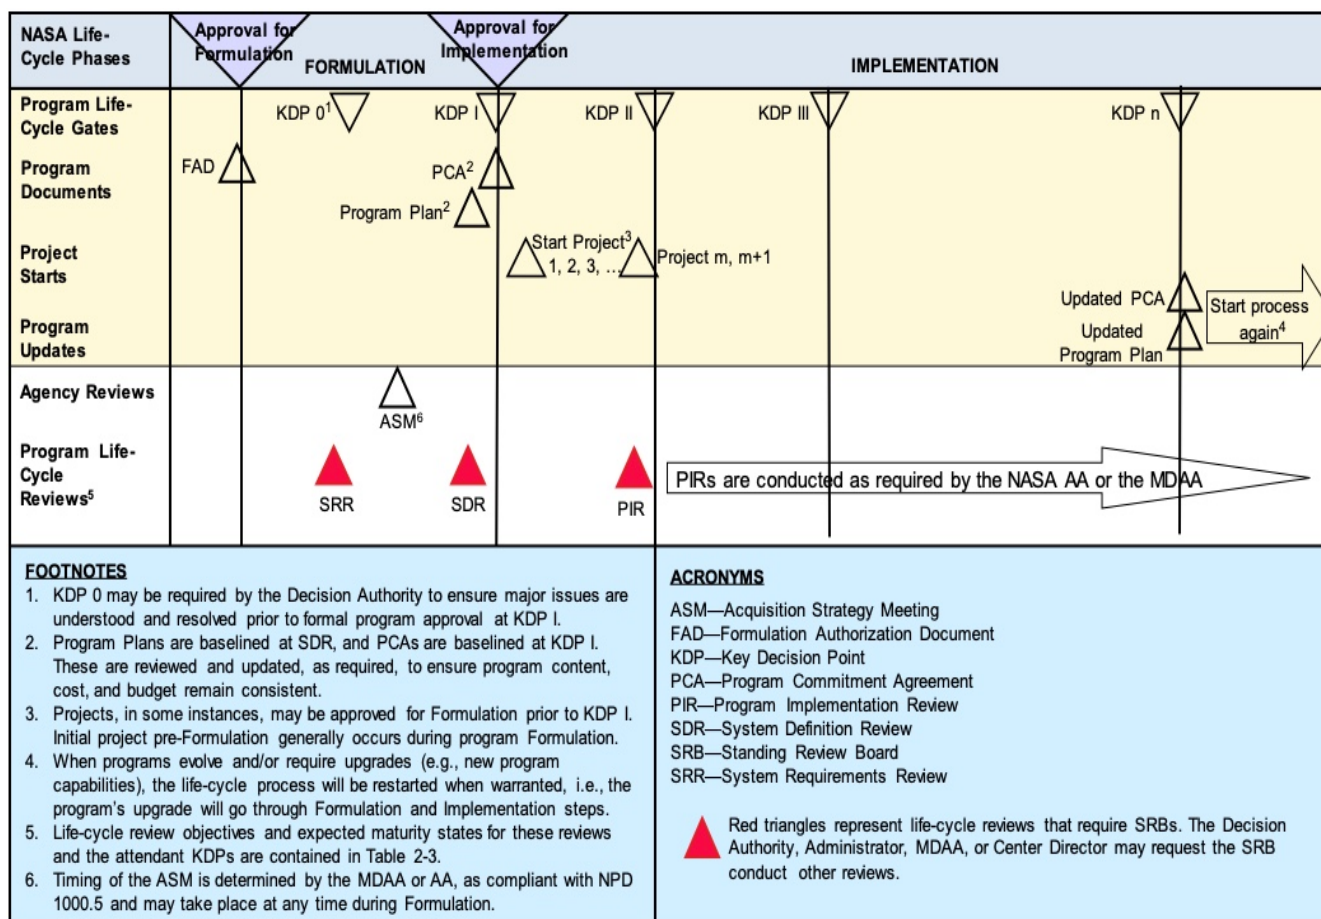 NASA Life-
Cycle Phases
Approval for
Formulation
FORMULATION
Approval for
Implementation
IMPLEMENTATION
Program Life-
Cycle Gates
KDP 0¹
KDP I
KDP II
KDP III
KDP n
Program
Documents
FAD
PCA²
Program Plan²
Project
Starts
Start Project³
1, 2, 3, ...
Project m, m+1
Program
Updates
Updated PCA
Updated
Program Plan
Start process
again⁴
Agency Reviews
ASM⁶
Program Life-
Cycle
Reviews⁵
SRR
SDR
PIR
PIRs are conducted as required by the NASA AA or the MDAA
FOOTNOTES
1. KDP 0 may be required by the Decision Authority to ensure major issues are
understood and resolved prior to formal program approval at KDP I.
2. Program Plans are baselined at SDR, and PCAs are baselined at KDP I.
These are reviewed and updated, as required, to ensure program content,
cost, and budget remain consistent.
3. Projects, in some instances, may be approved for Formulation prior to KDP I.
Initial project pre-Formulation generally occurs during program Formulation.
4. When programs evolve and/or require upgrades (e.g., new program
capabilities), the life-cycle process will be restarted when warranted, i.e., the
program's upgrade will go through Formulation and Implementation steps.
5. Life-cycle review objectives and expected maturity states for these reviews
and the attendant KDPs are contained in Table 2-3.
6. Timing of the ASM is determined by the MDAA or AA, as compliant with NPD
1000.5 and may take place at any time during Formulation.
ACRONYMS
ASM—Acquisition Strategy Meeting
FAD—Formulation Authorization Document
KDP—Key Decision Point
PCA—Program Commitment Agreement
PIR—Program Implementation Review
SDR—System Definition Review
SRB—Standing Review Board
SRR—System Requirements Review
Red triangles represent life-cycle reviews that require SRBs. The Decision
Authority, Administrator, MDAA, or Center Director may request the SRB
conduct other reviews.